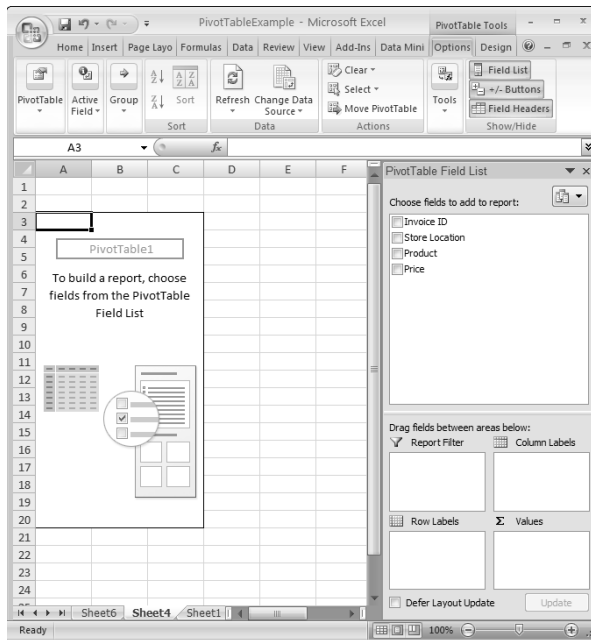 PivotTableExample - Microsoft Excel
PivotTable Tools
Home Insert Page Layo Formulas Data Review View Add-Ins Data Mini Options Design
PivotTable
Active Field
Group
Sort
Sort
Refresh
Change Data Source
Data
Clear
Select
Move PivotTable
Actions
Tools
Field List
+/- Buttons
Field Headers
Show/Hide
A3
fx
A B C D E F
1
2
3
4
5
6
7
8
9
10
11
12
13
14
15
16
17
18
19
20
21
22
23
24
PivotTable1
To build a report, choose
fields from the PivotTable
Field List
PivotTable Field List
Choose fields to add to report:
Invoice ID
Store Location
Product
Price
Drag fields between areas below:
Report Filter
Column Labels
Row Labels
Σ Values
Defer Layout Update
Update
Sheet6 Sheet4 Sheet1
Ready
100%